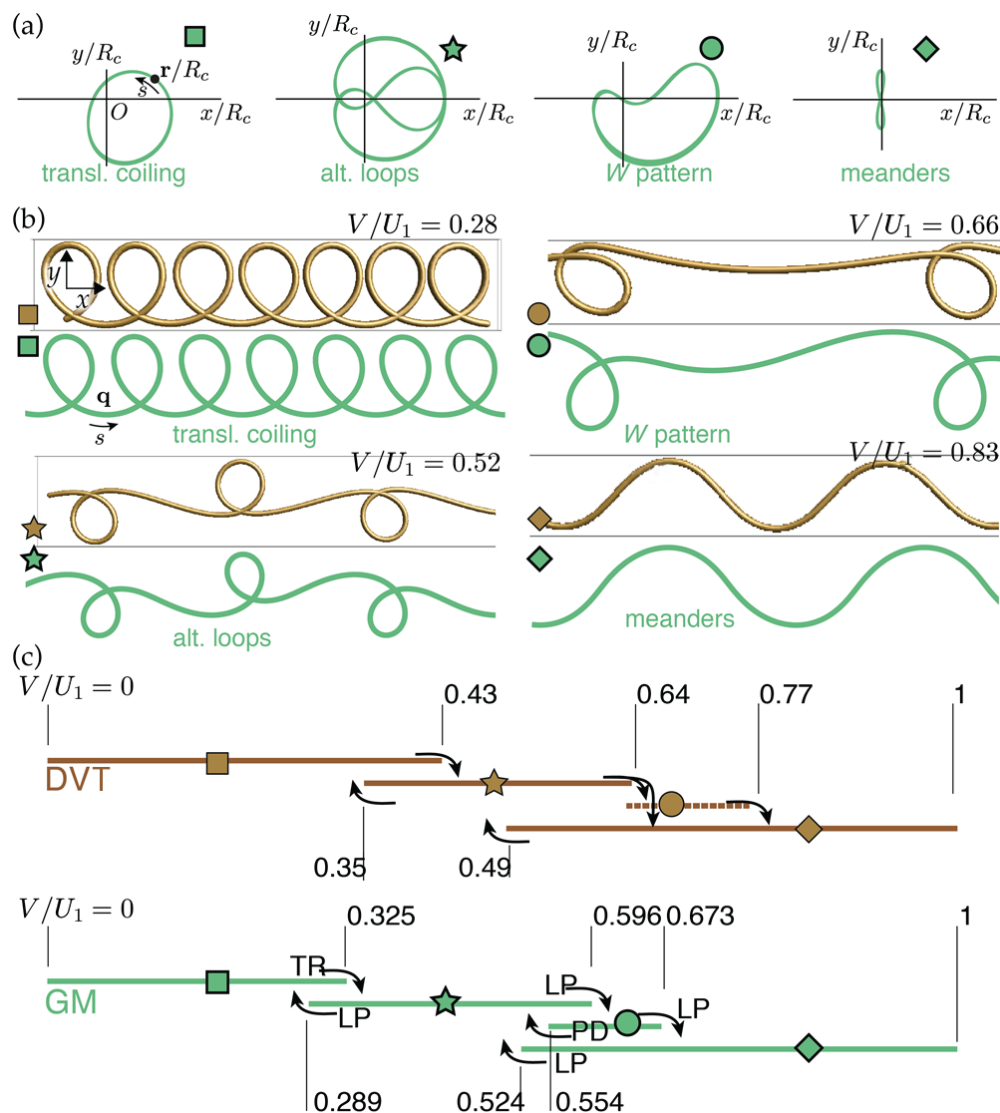 (a)
y/R_c
r/R_c
s
O
x/R_c
transl. coiling
y/R_c
x/R_c
alt. loops
y/R_c
x/R_c
W pattern
y/R_c
x/R_c
meanders
(b)
V/U_1 = 0.28
y
x
q
s
transl. coiling
V/U_1 = 0.66
W pattern
V/U_1 = 0.52
alt. loops
V/U_1 = 0.83
meanders
(c)
V/U_1 = 0
0.43
0.64
0.77
1
DVT
0.35
0.49
V/U_1 = 0
0.325
0.596
0.673
1
TR
LP
LP
LP
GM
PD
LP
0.289
0.524
0.554